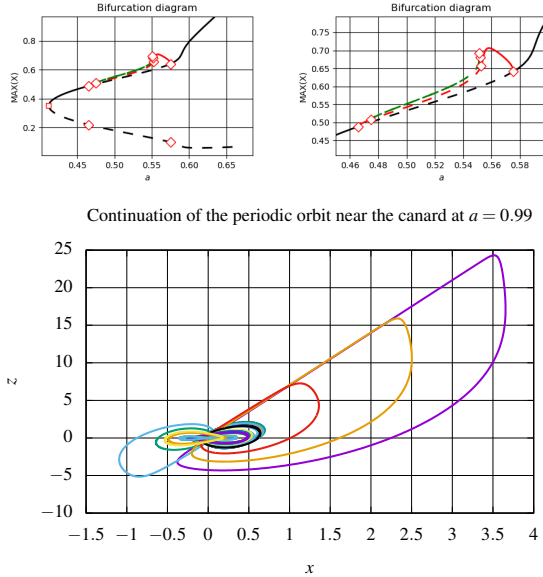 Bifurcation diagram
MAX(X)
0.8
0.6
0.4
0.2
0.45 0.50 0.55 0.60 0.65
a
Bifurcation diagram
MAX(X)
0.75
0.70
0.65
0.60
0.55
0.50
0.45
0.46 0.48 0.50 0.52 0.54 0.56 0.58
a
Continuation of the periodic orbit near the canard at a = 0.99
z
25
20
15
10
5
0
−5
−10
−1.5 −1 −0.5 0 0.5 1 1.5 2 2.5 3 3.5 4
x